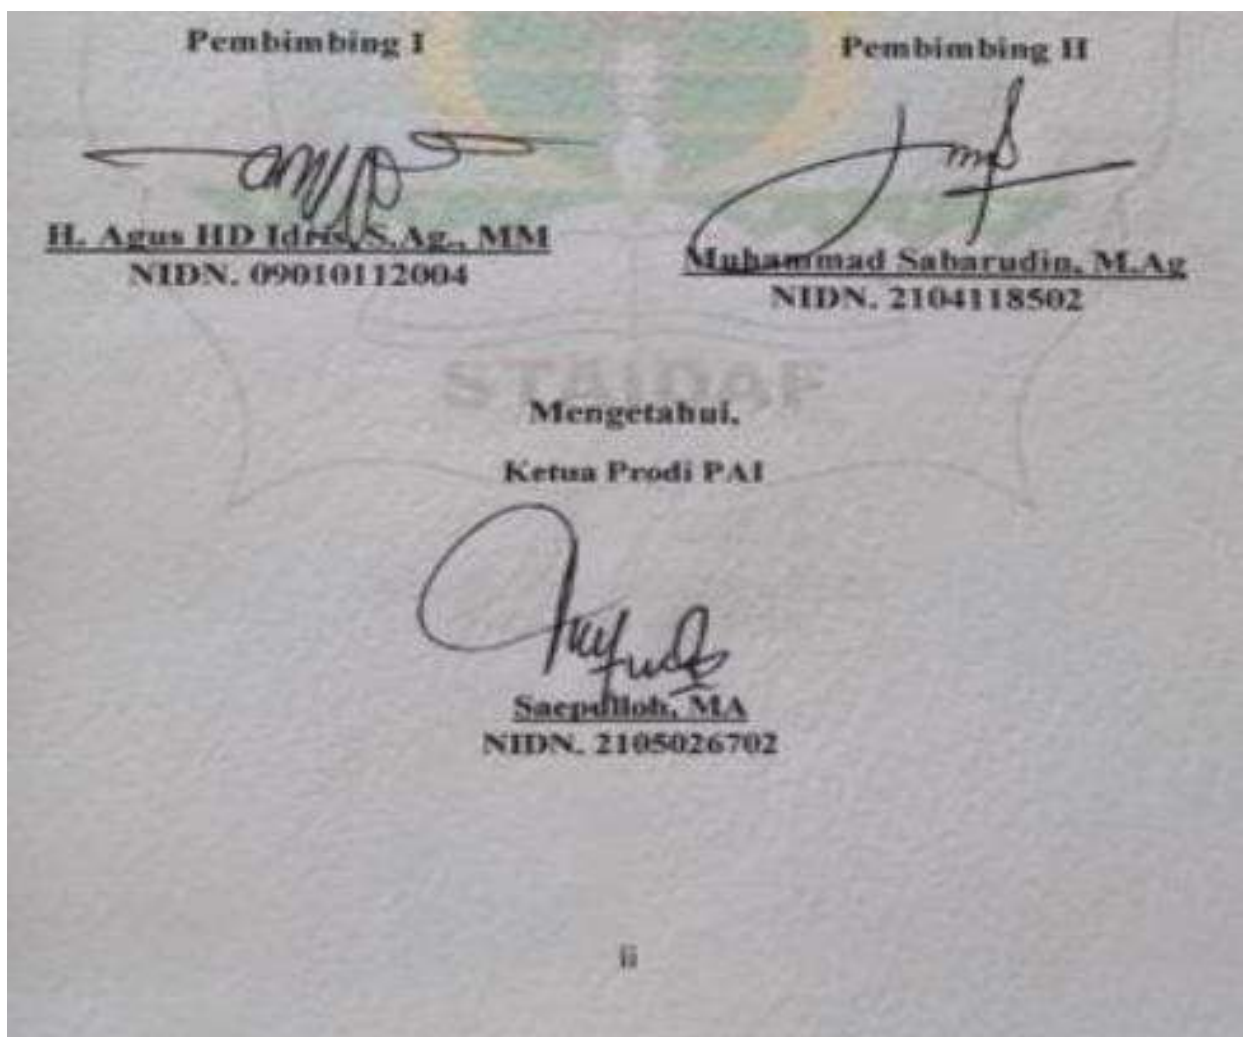 Pembimbing I
Pembimbing II
H. Agus HD Idris, S.Ag., MM
NIDN. 09010112004
Muhammad Sabarudin, M.Ag
NIDN. 2104118502
STAIDAF
Mengetahui,
Ketua Prodi PAI
Saepulloh, MA
NIDN. 2105026702
ii